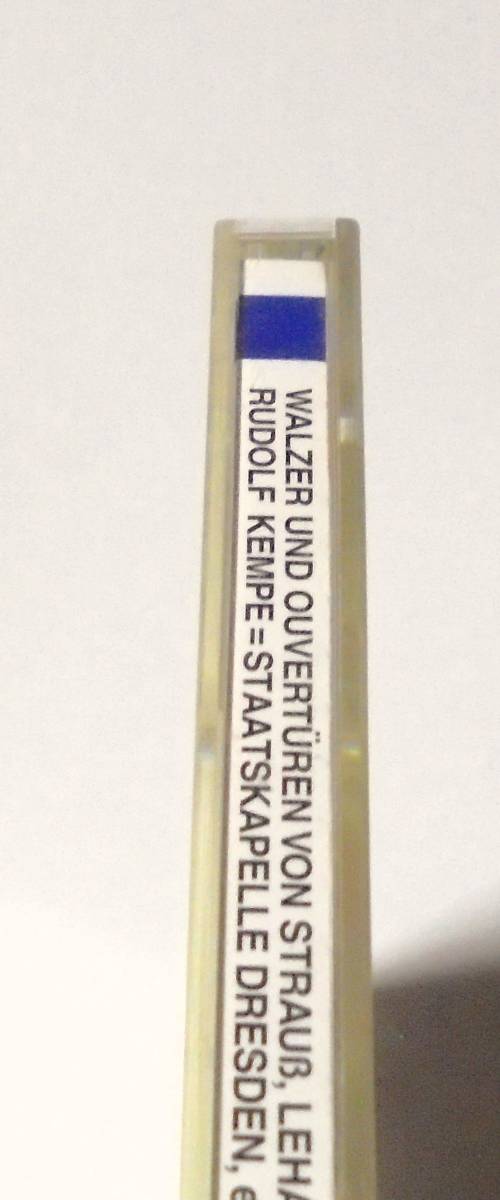 WALZER UND OUVERTÜREN VON STRAUß, LEHA
RUDOLF KEMPE=STAATSKAPELLE DRESDEN, e